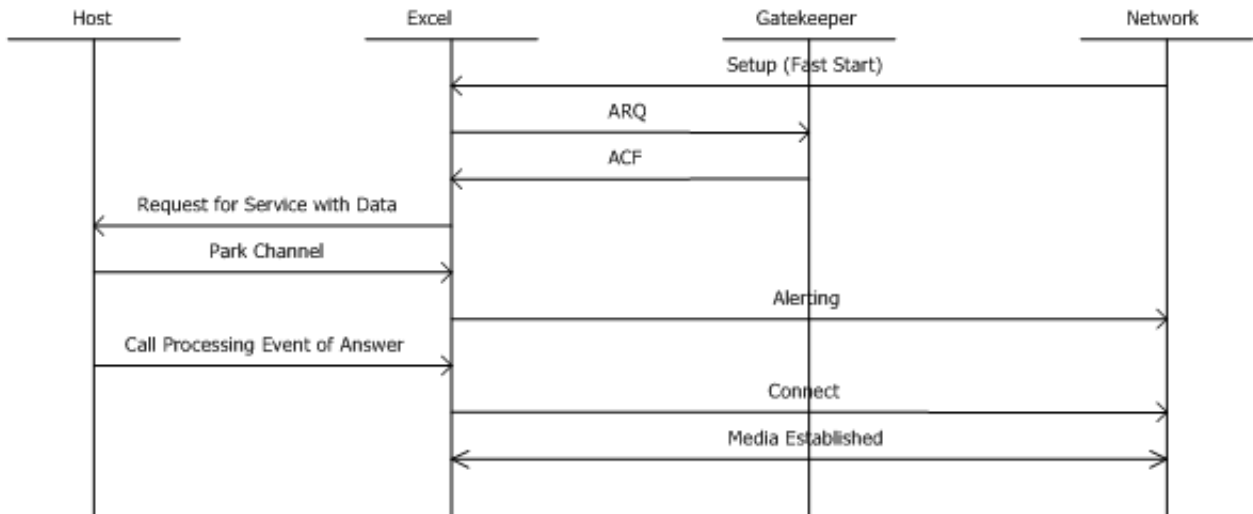 Host
Excel
Gatekeeper
Network
Setup (Fast Start)
ARQ
ACF
Request for Service with Data
Park Channel
Alerting
Call Processing Event of Answer
Connect
Media Established